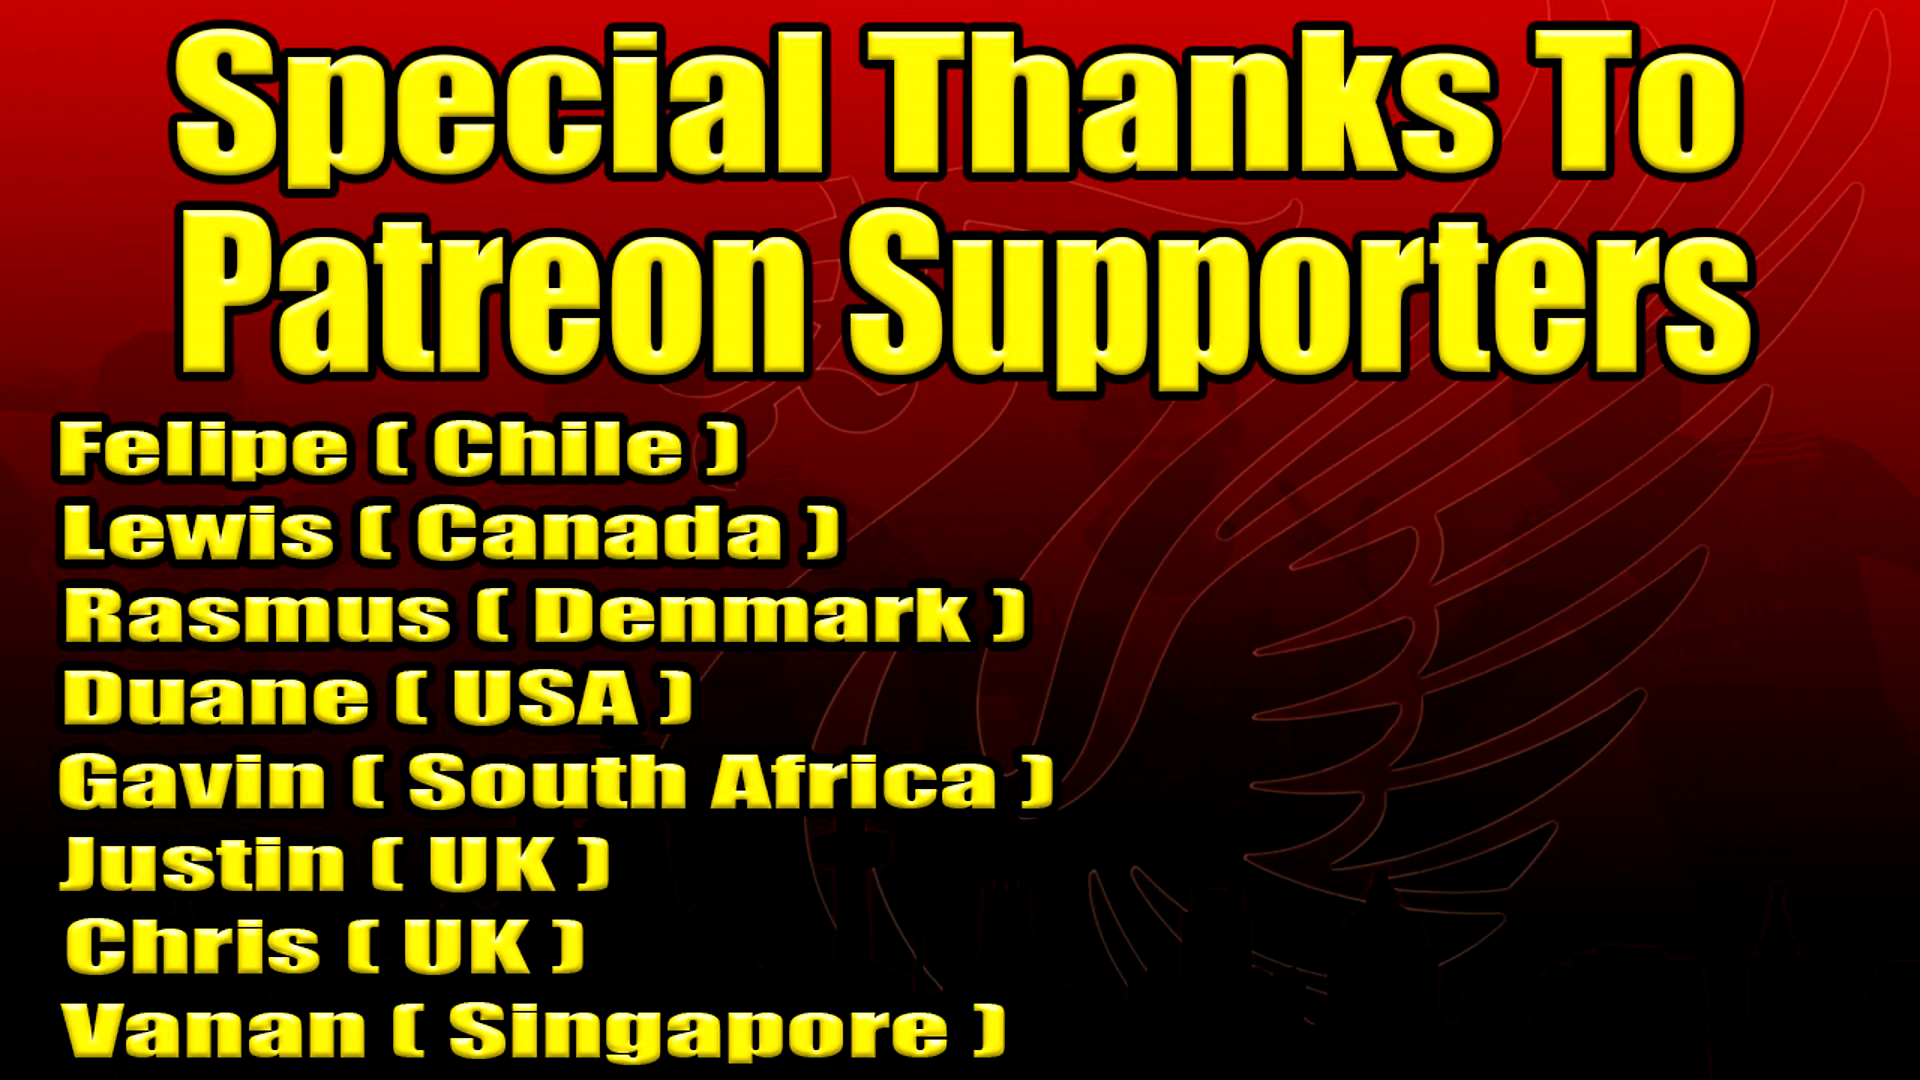 Special Thanks To
Patreon Supporters
Felipe ( Chile )
Lewis ( Canada )
Rasmus ( Denmark )
Duane ( USA )
Gavin ( South Africa )
Justin ( UK )
Chris ( UK )
Vanan ( Singapore )